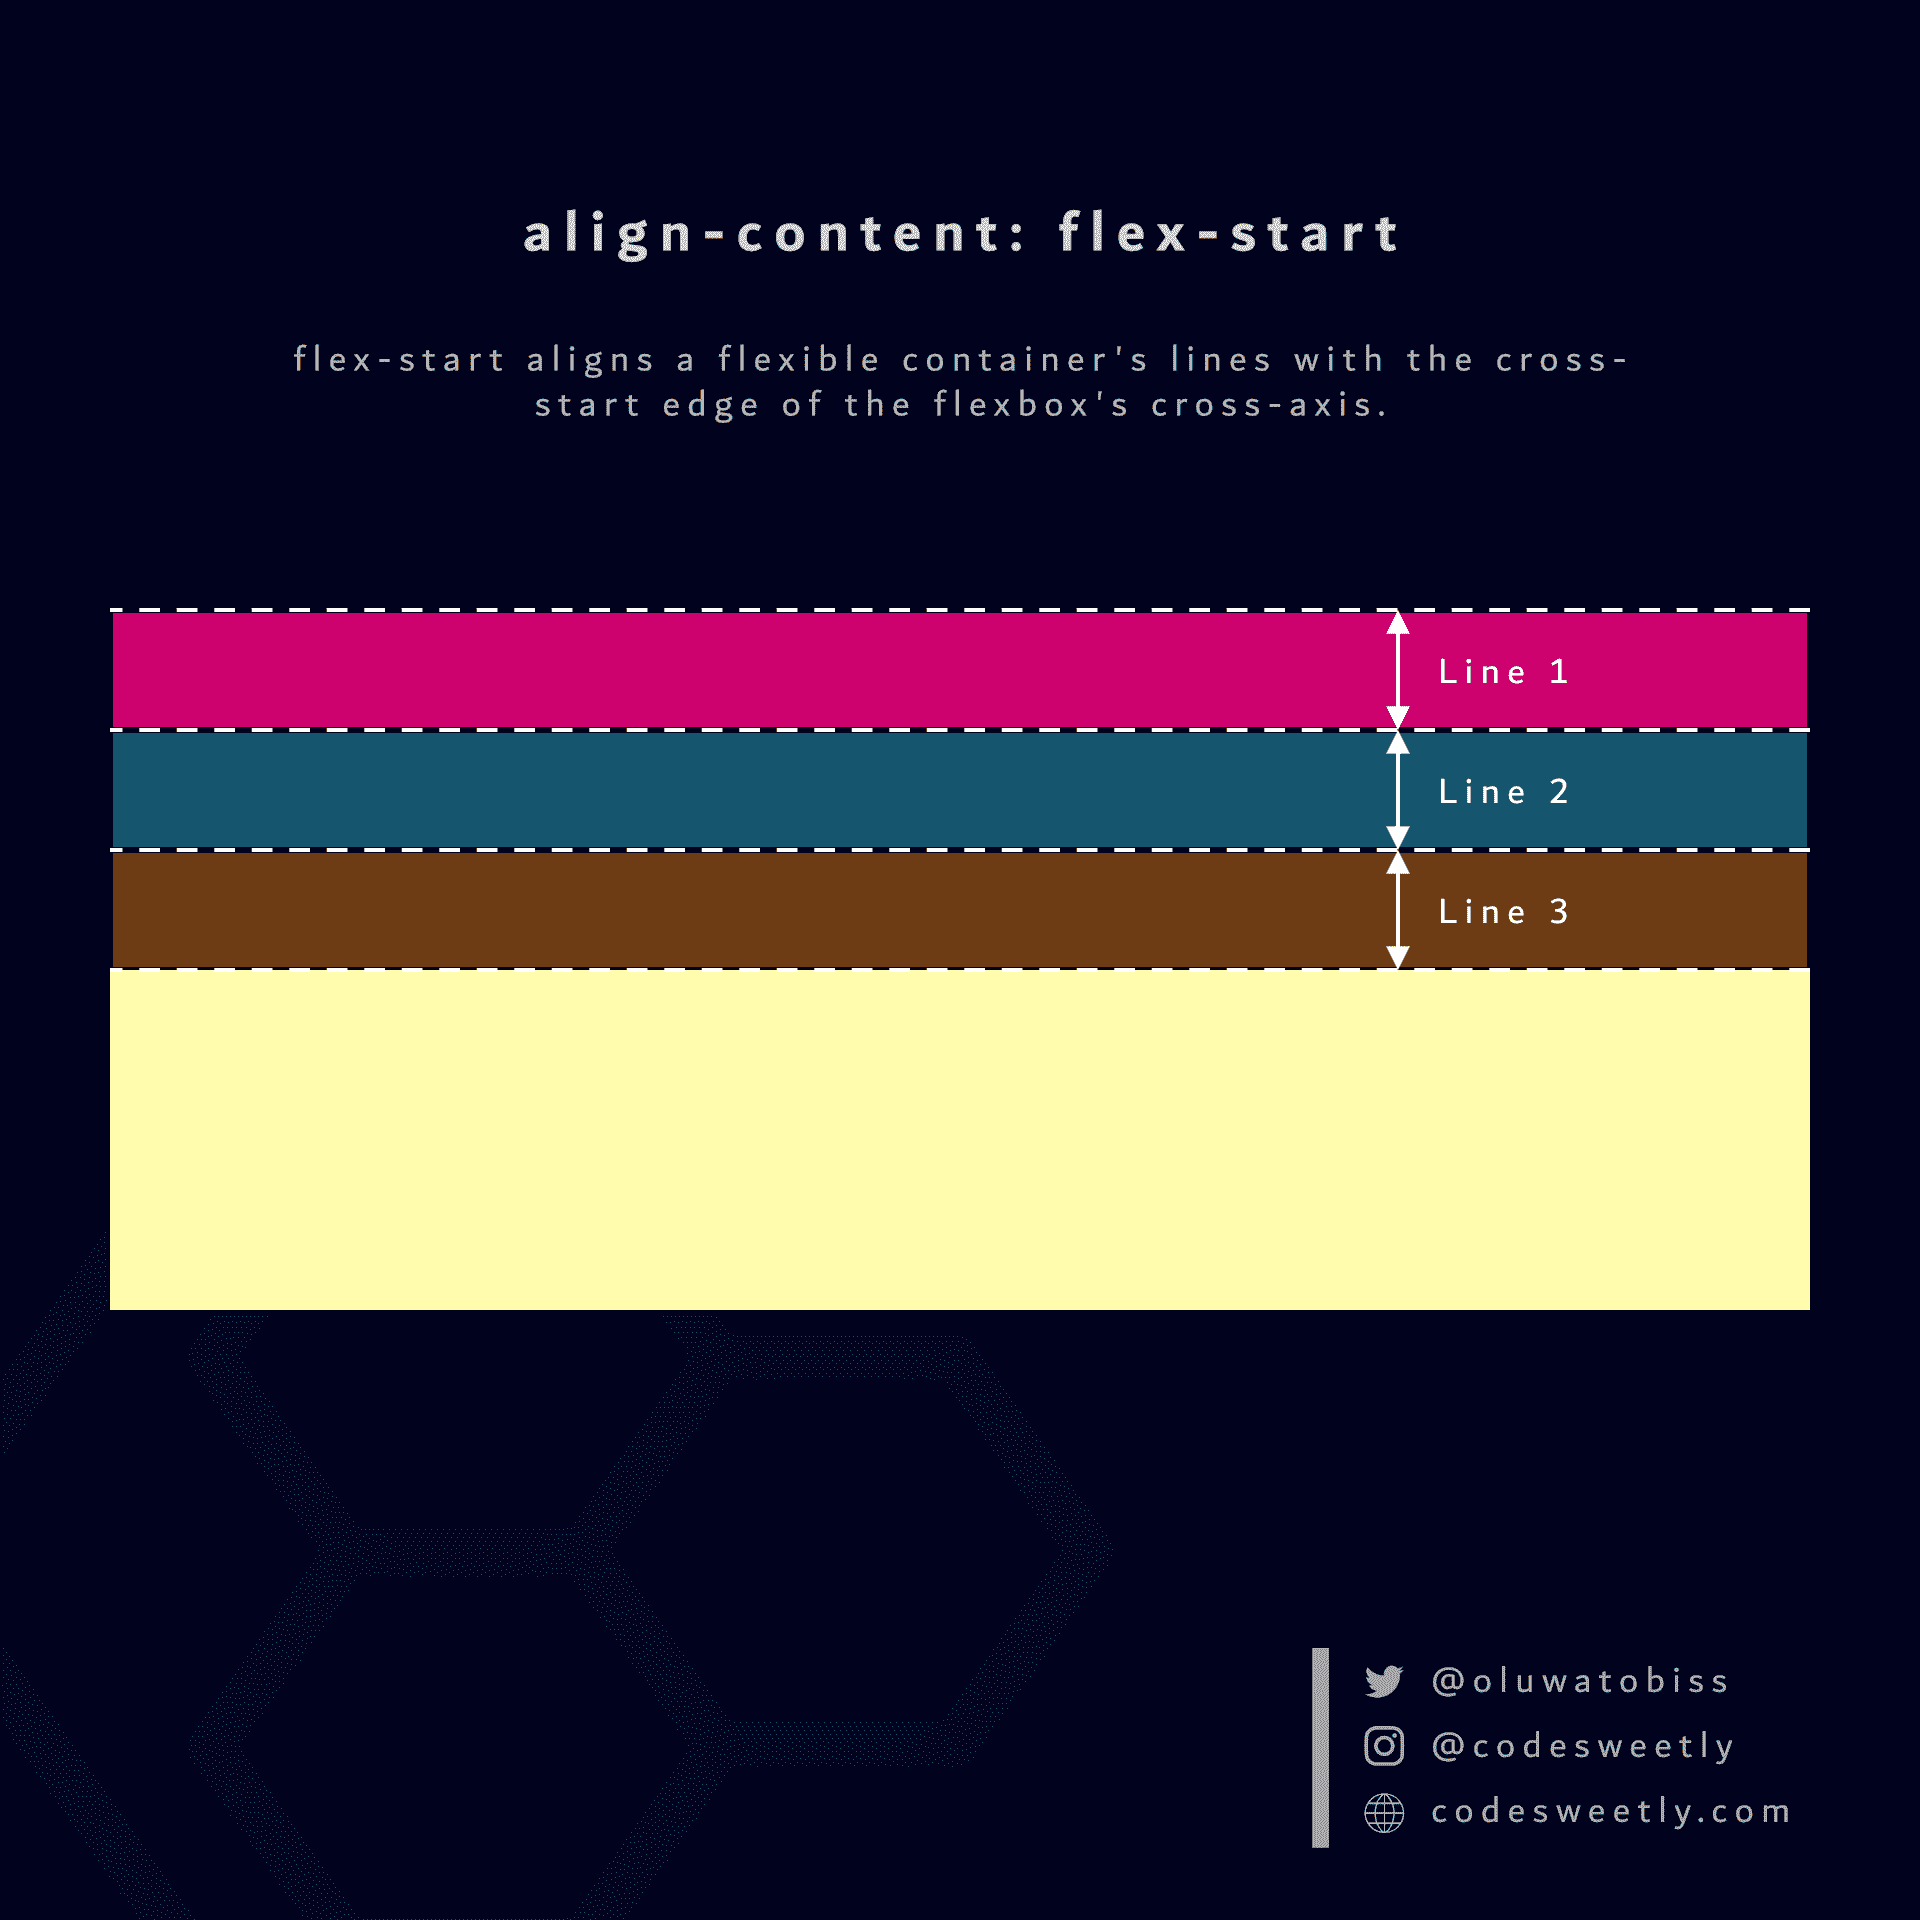 align-content: flex-start
flex-start aligns a flexible container's lines with the cross-
start edge of the flexbox's cross-axis.
Line 1
Line 2
Line 3
@oluwatobiss
@codesweetly
codesweetly.com